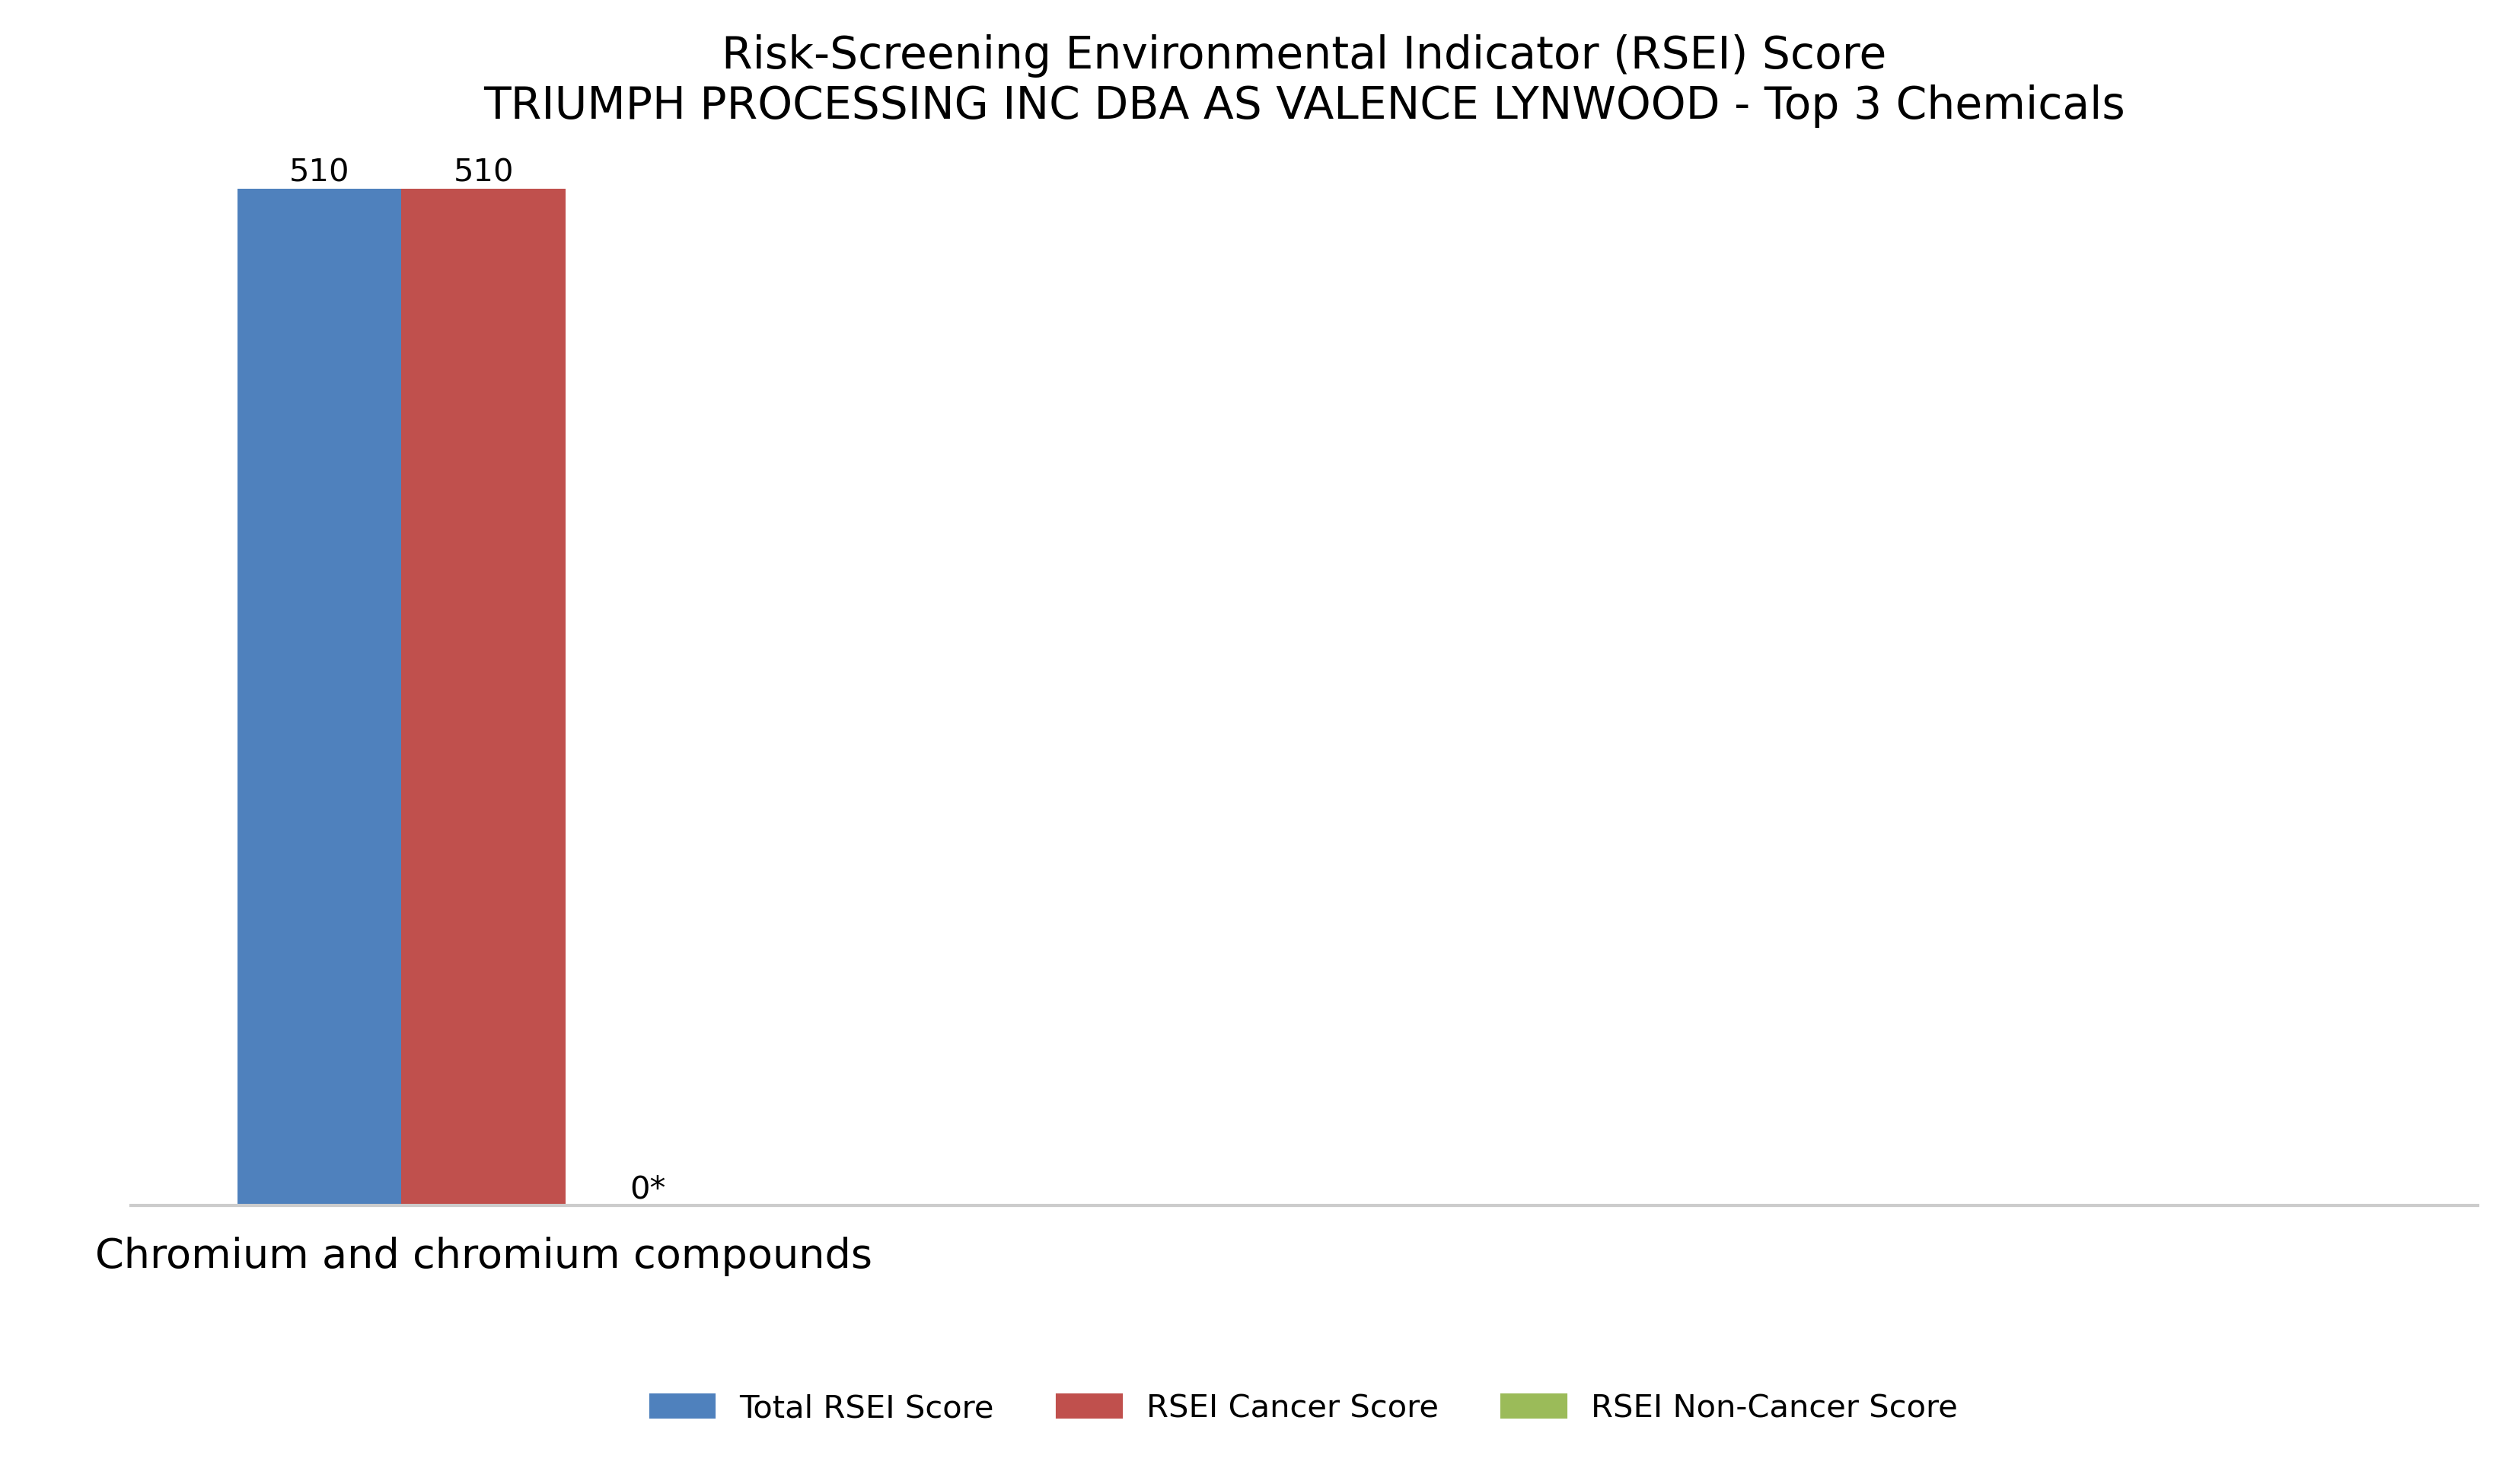 Risk-Screening Environmental Indicator (RSEI) Score
TRIUMPH PROCESSING INC DBA AS VALENCE LYNWOOD - Top 3 Chemicals
510 510
0*
Chromium and chromium compounds
Total RSEI Score RSEI Cancer Score RSEI Non-Cancer Score